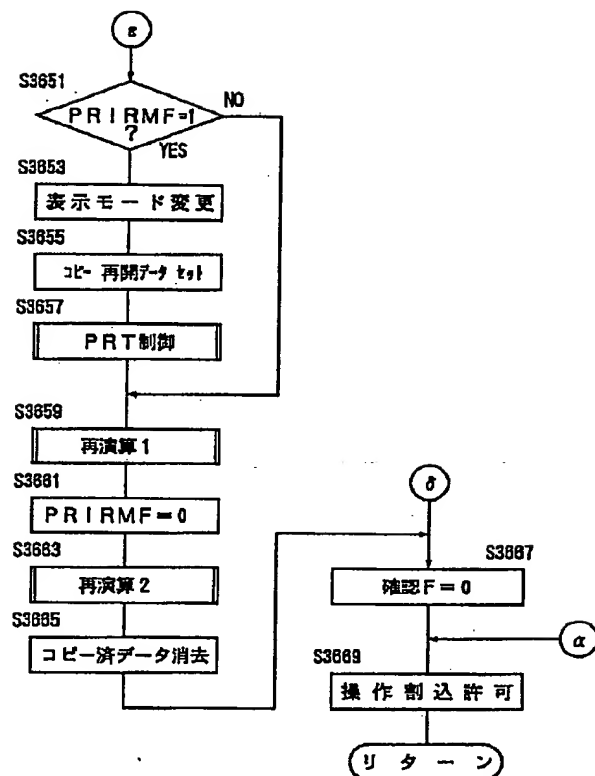 ε
S3651
PRIRMF=1
?
NO
YES
S3653
表示モード変更
S3655
コピー 再開データ セット
S3657
PRT制御
S3659
再演算1
S3661
PRIRMF=0
S3663
再演算2
S3665
コピー済データ消去
δ
S3667
確認F=0
α
S3669
操作割込許可
リターン